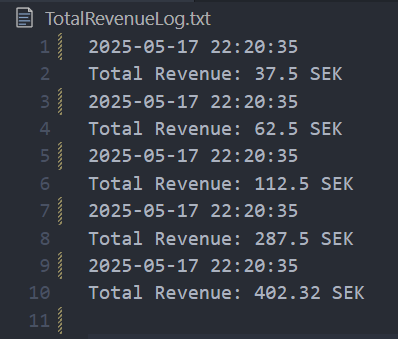 TotalRevenueLog.txt
1 2025-05-17 22:20:35
2 Total Revenue: 37.5 SEK
3 2025-05-17 22:20:35
4 Total Revenue: 62.5 SEK
5 2025-05-17 22:20:35
6 Total Revenue: 112.5 SEK
7 2025-05-17 22:20:35
8 Total Revenue: 287.5 SEK
9 2025-05-17 22:20:35
10 Total Revenue: 402.32 SEK
11